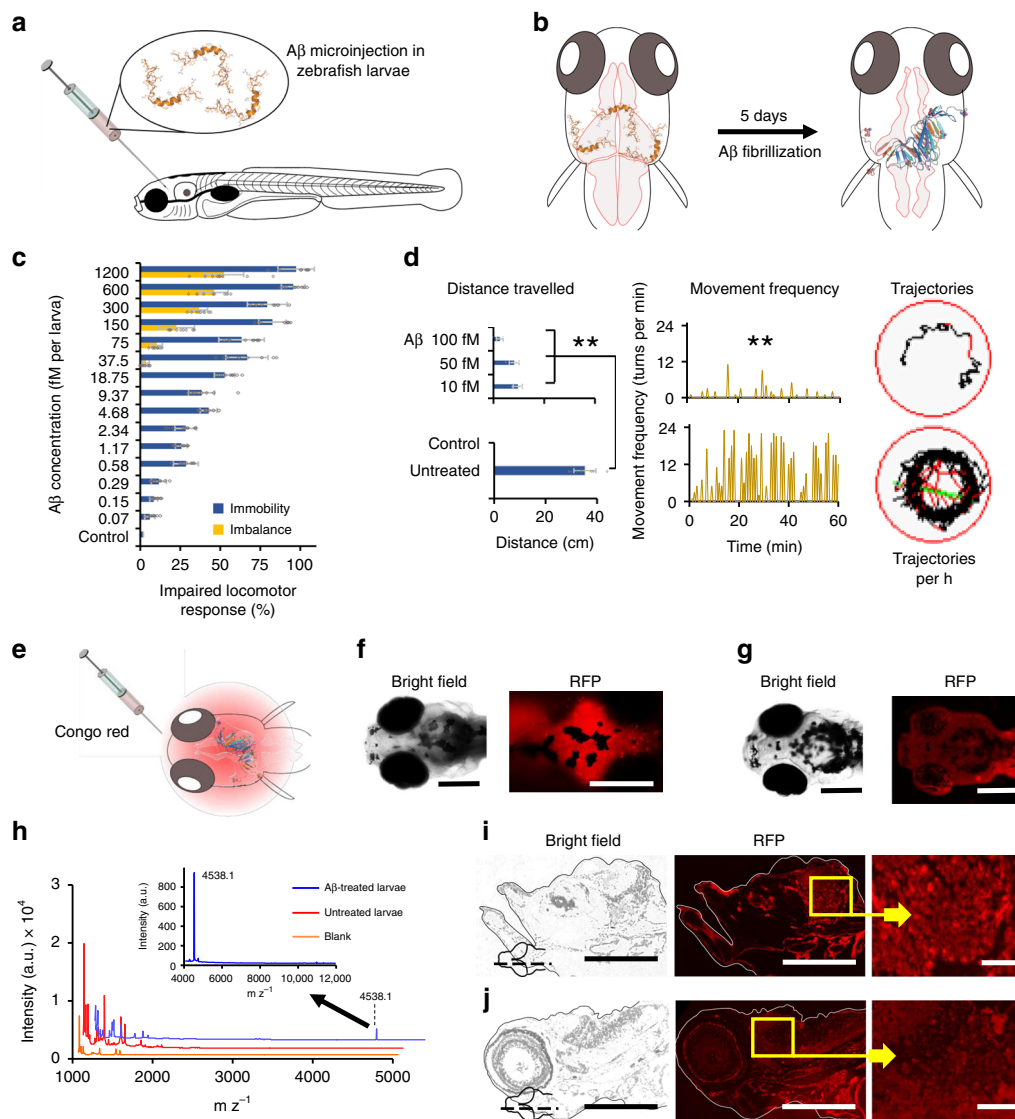 a
Aβ microinjection in
zebrafish larvae
b
5 days
Aβ fibrillization
c
Aβ concentration (fM per larva)
1200
600
300
150
75
37.5
18.75
9.37
4.68
2.34
1.17
0.58
0.29
0.15
0.07
Control
Immobility
Imbalance
0 25 50 75 100
Impaired locomotor
response (%)
d
Distance travelled
Aβ 100 fM
50 fM
10 fM
**
Control
Untreated
0 20 40
Distance (cm)
Movement frequency
Movement frequency (turns per min)
24
12
0
**
24
12
0
0 20 40 60
Time (min)
Trajectories
Trajectories
per h
e
Congo red
f
Bright field RFP
g
Bright field RFP
h
Intensity (a.u.) × 10⁴
3
2
1
0
1000 2000 3000 4000 5000
m z⁻¹
4538.1
Intensity (a.u.)
1000
800
600
400
200
0
4538.1
4000 6000 8000 10,000 12,000
m z⁻¹
Aβ-treated larvae
Untreated larvae
Blank
i
Bright field RFP
j